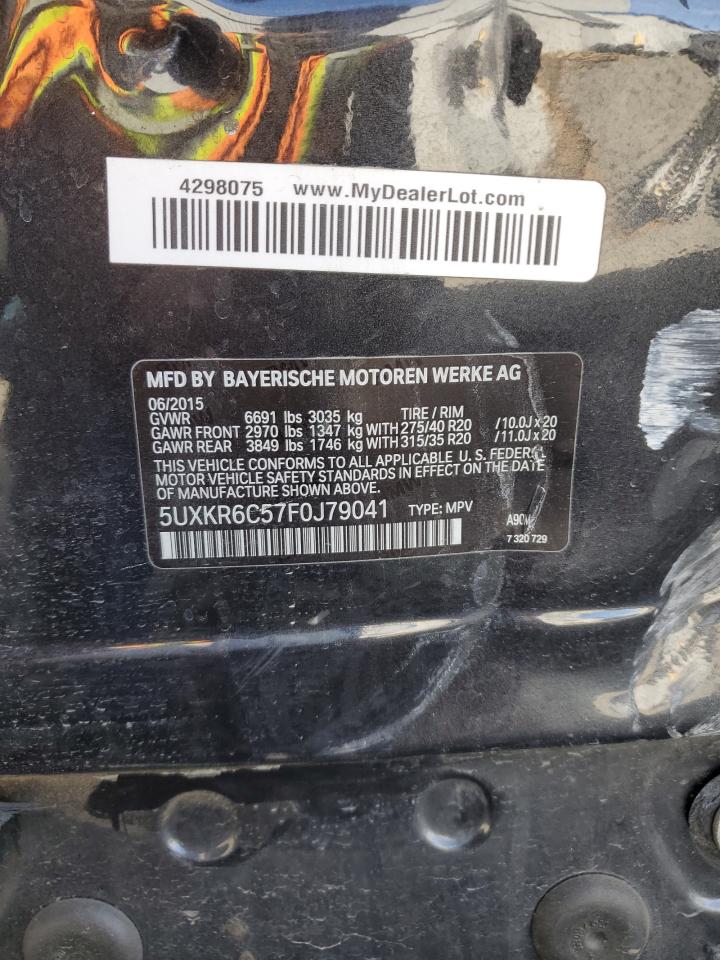 4298075 www.MyDealerLot.com
MFD BY BAYERISCHE MOTOREN WERKE AG
06/2015
GVWR 6691 lbs 3035 kg TIRE / RIM
GAWR FRONT 2970 lbs 1347 kg WITH 275/40 R20 /10.0J x 20
GAWR REAR 3849 lbs 1746 kg WITH 315/35 R20 /11.0J x 20
THIS VEHICLE CONFORMS TO ALL APPLICABLE U. S. FEDERAL
MOTOR VEHICLE SAFETY STANDARDS IN EFFECT ON THE DATE
OF MANUFACTURE SHOWN ABOVE.
5UXKR6C57F0J79041 TYPE: MPV A90M
7 320 729